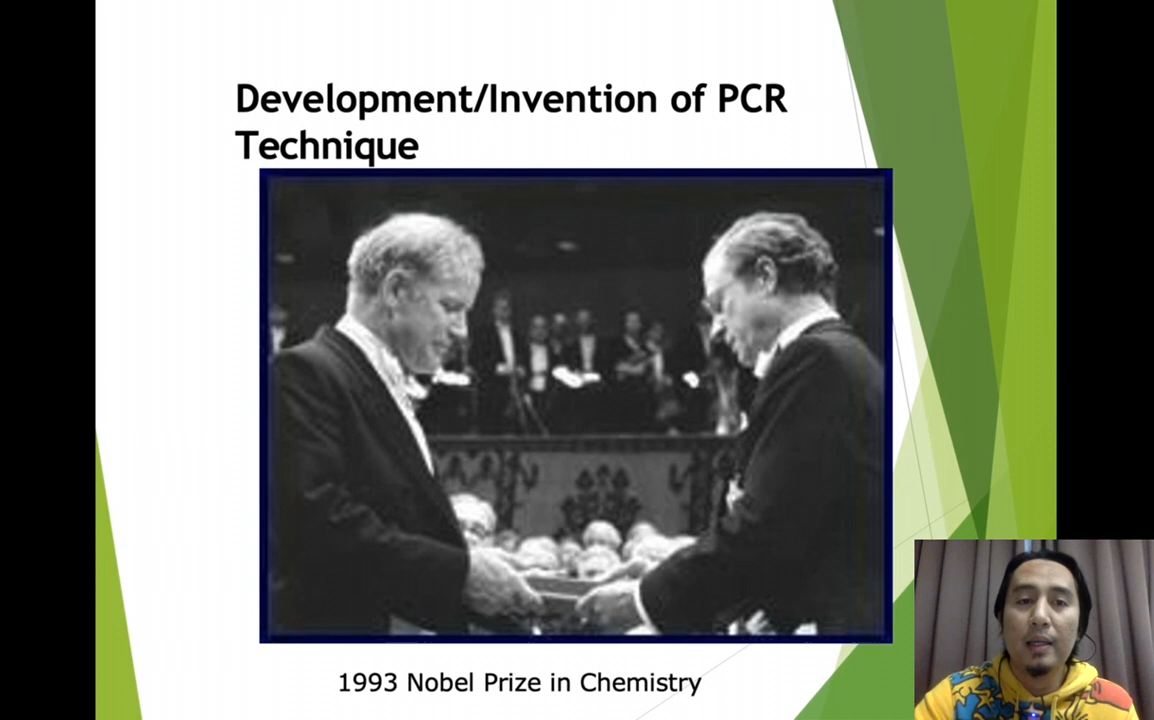 Development/Invention of PCR
Technique
1993 Nobel Prize in Chemistry